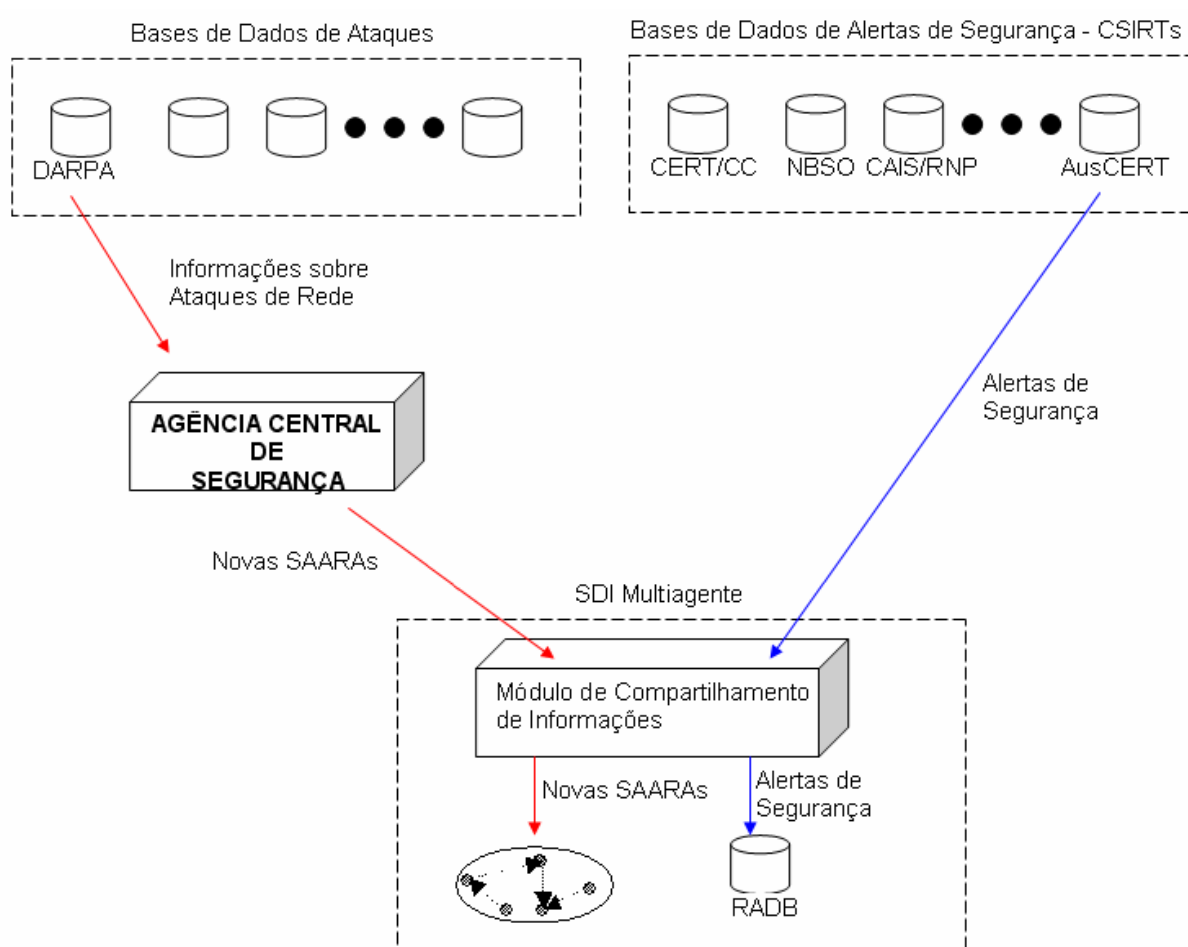 Bases de Dados de Ataques
Bases de Dados de Alertas de Segurança - CSIRTs
DARPA
CERT/CC
NBSO
CAIS/RNP
AusCERT
Informações sobre
Ataques de Rede
Alertas de
Segurança
AGÊNCIA CENTRAL
DE
SEGURANÇA
Novas SAARAs
SDI Multiagente
Módulo de Compartilhamento
de Informações
Novas SAARAs
Alertas de
Segurança
RADB